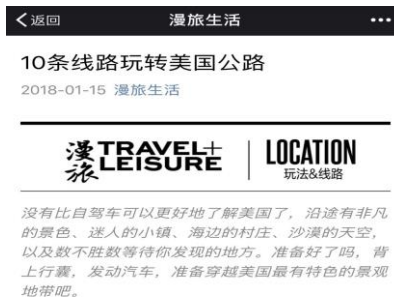 返回 漫旅生活
10条线路玩转美国公路
2018-01-15 漫旅生活
漫旅 TRAVEL+ LEISURE LOCATION
玩法&线路
没有比自驾车可以更好地了解美国了，沿途有非凡
的景色、迷人的小镇、海边的村庄、沙漠的天空，
以及数不胜数等待你发现的地方。准备好了吗，背
上行囊，发动汽车，准备穿越美国最有特色的景观
地带吧。